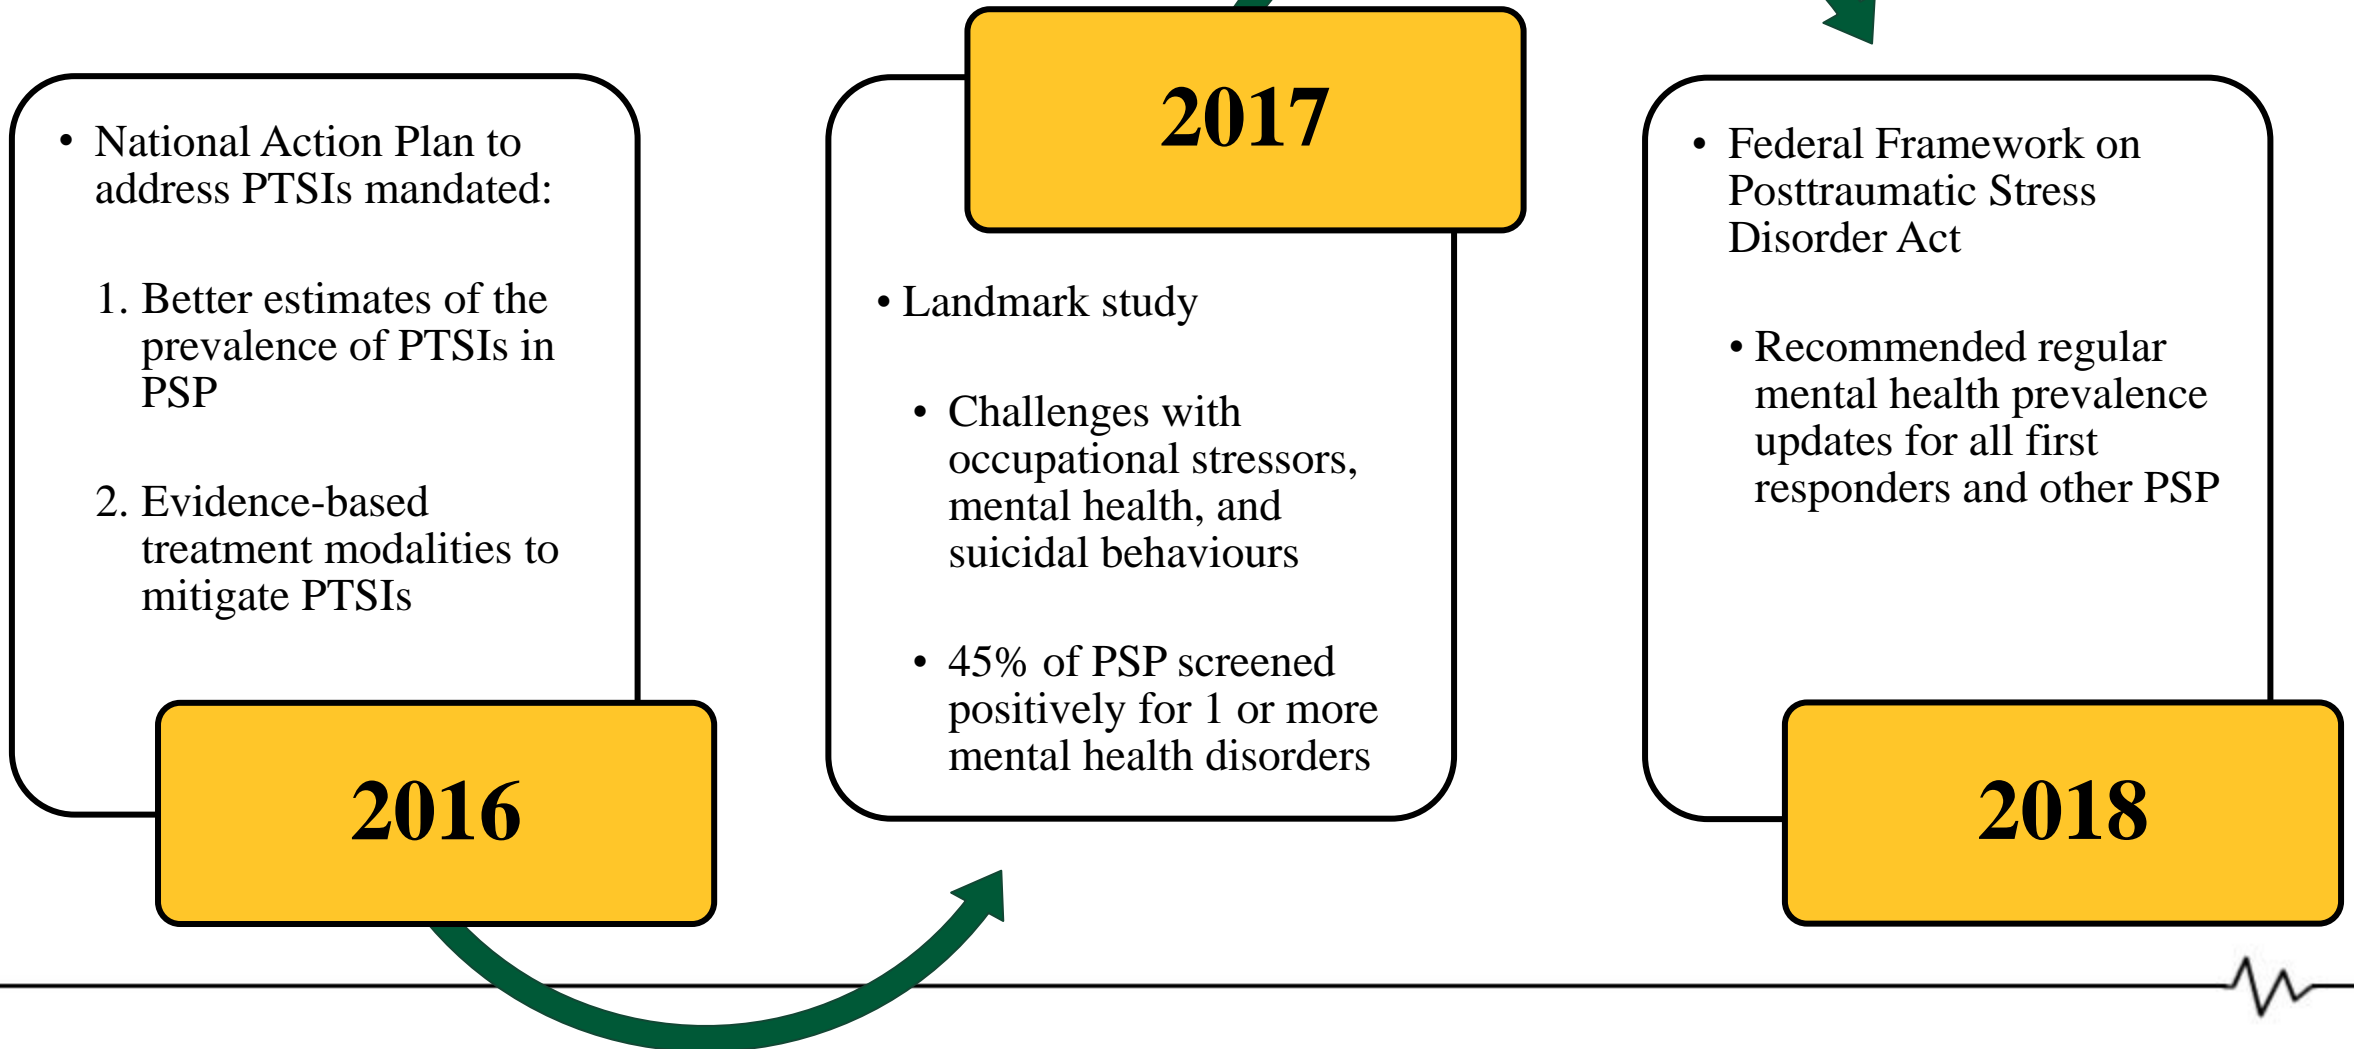 • National Action Plan to
address PTSIs mandated:
1. Better estimates of the
prevalence of PTSIs in
PSP
2. Evidence-based
treatment modalities to
mitigate PTSIs
2016
2017
• Landmark study
• Challenges with
occupational stressors,
mental health, and
suicidal behaviours
• 45% of PSP screened
positively for 1 or more
mental health disorders
• Federal Framework on
Posttraumatic Stress
Disorder Act
• Recommended regular
mental health prevalence
updates for all first
responders and other PSP
2018